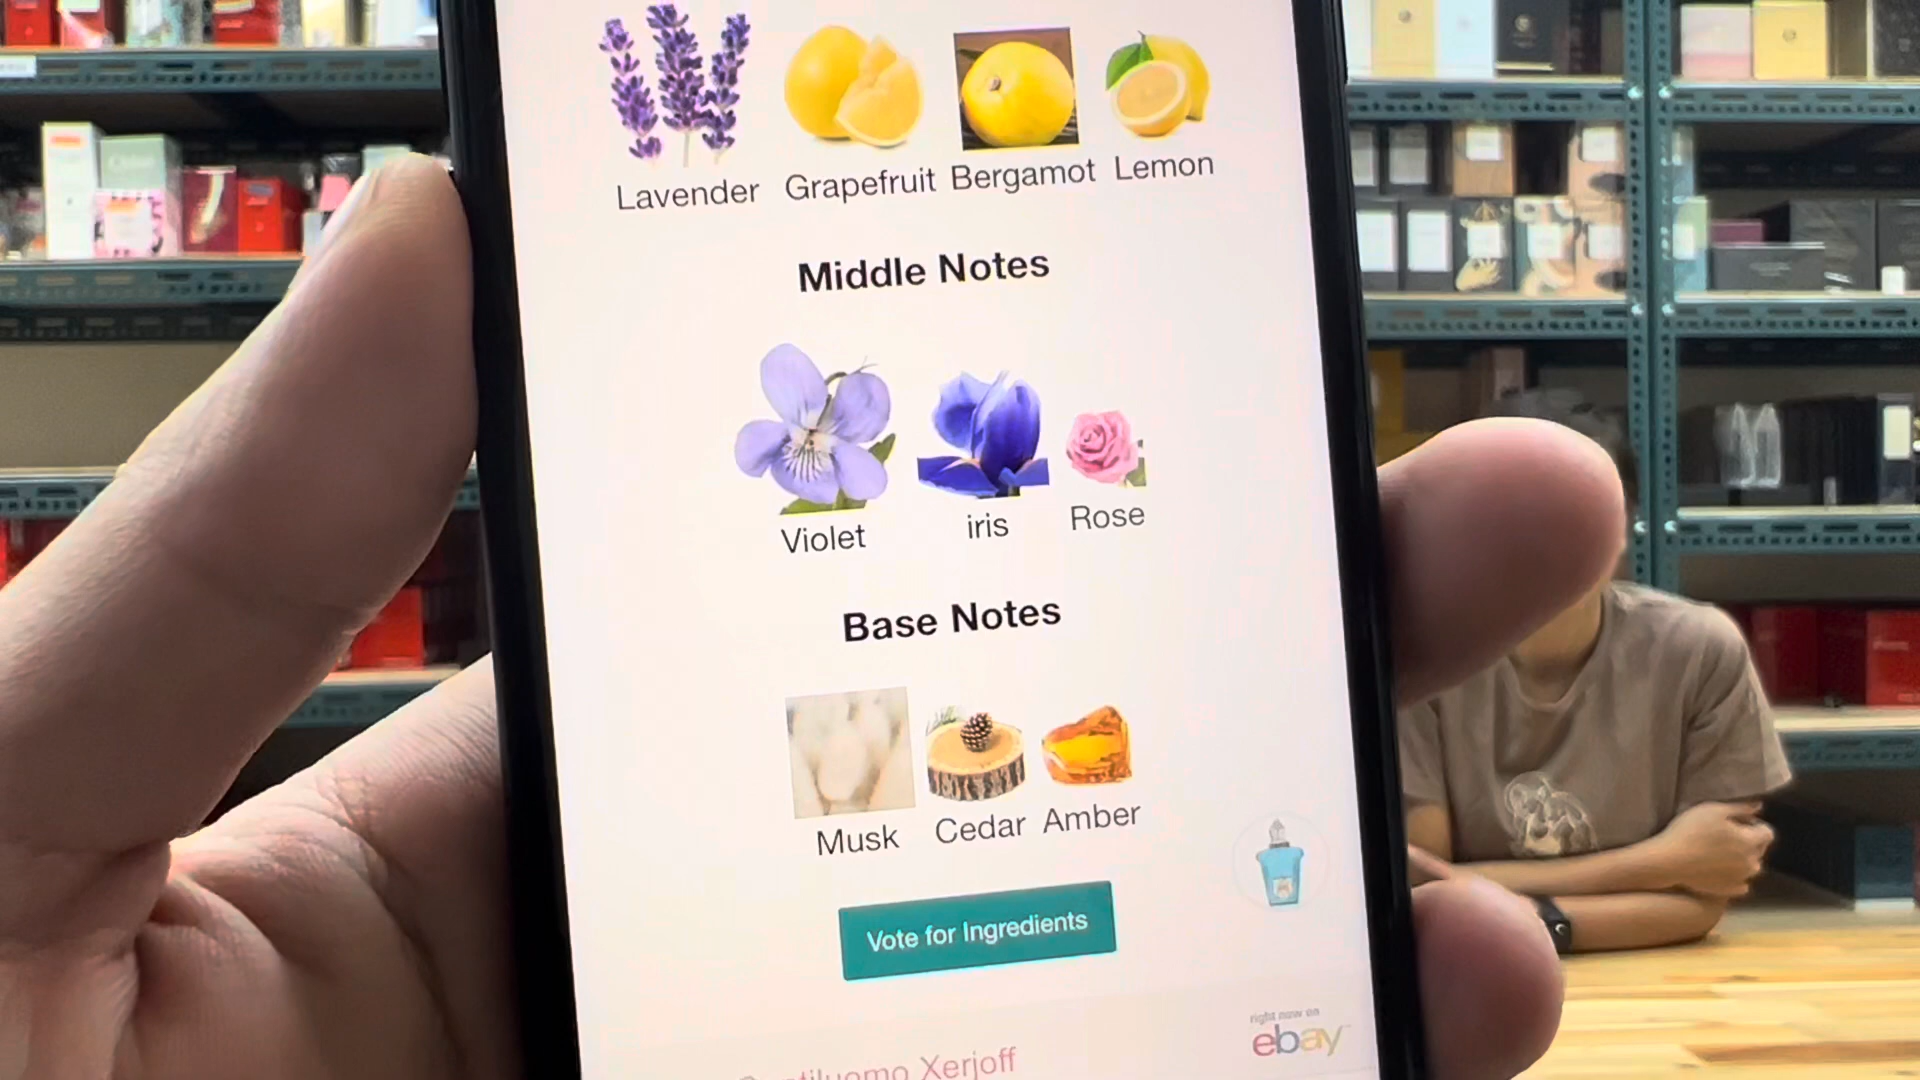 Lavender Grapefruit Bergamot Lemon
Middle Notes
Violet iris Rose
Base Notes
Musk Cedar Amber
Vote for Ingredients
right now on
ebay
Xerjoff